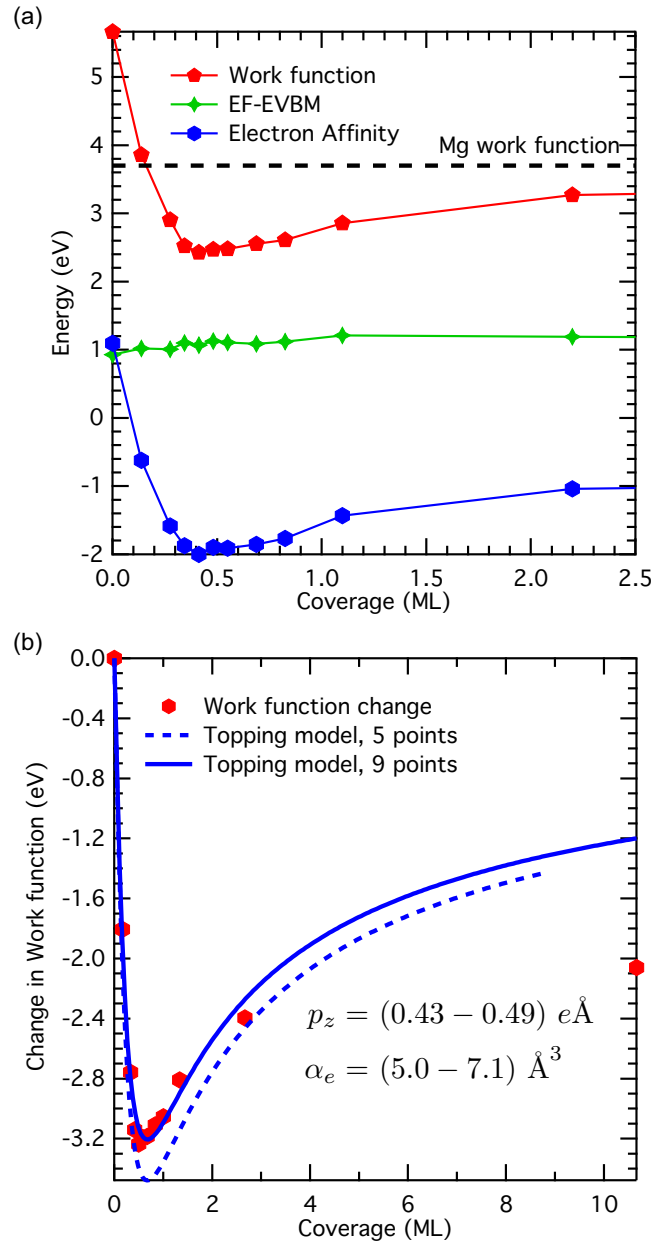 (a)
5
4
3
2
1
0
-1
-2
Energy (eV)
Work function
EF-EVBM
Electron Affinity
Mg work function
0.0
0.5
1.0
1.5
2.0
2.5
Coverage (ML)
(b)
0.0
-0.4
-0.8
-1.2
-1.6
-2.0
-2.4
-2.8
-3.2
Change in Work function (eV)
Work function change
Topping model, 5 points
Topping model, 9 points
p_z = (0.43 − 0.49) eÅ
α_e = (5.0 − 7.1) Å³
0
2
4
6
8
10
Coverage (ML)